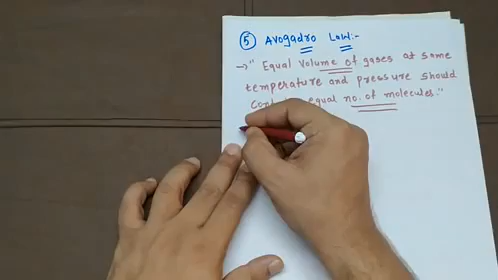 ⑤ Avogadro Law:-
→" Equal Volume of gases at same
temperature and pressure should
equal no. of molecules."